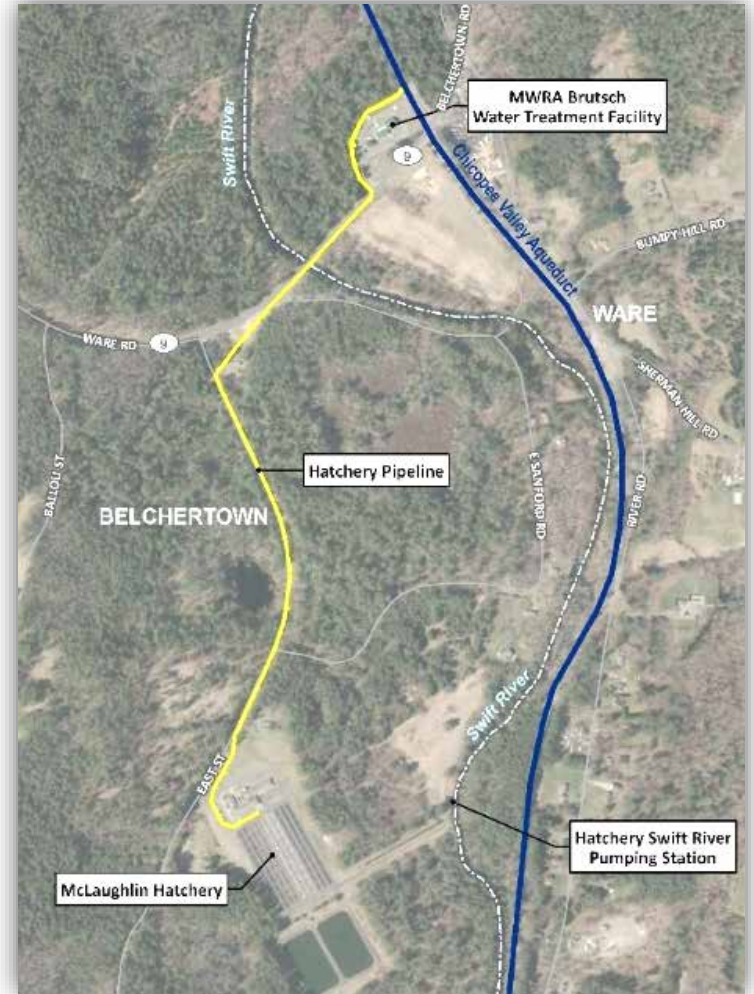 BELCHERTOWN RD
MWRA Brutsch
Water Treatment Facility
Swift River
9
Chicopee Valley Aqueduct
BUMPY HILL RD
WARE
WARE RD
9
SHERMAN HILL RD
Hatchery Pipeline
BALLOU ST
BELCHERTOWN
E SANFORD RD
RIVER RD
Swift River
EAST ST
Hatchery Swift River
Pumping Station
McLaughlin Hatchery